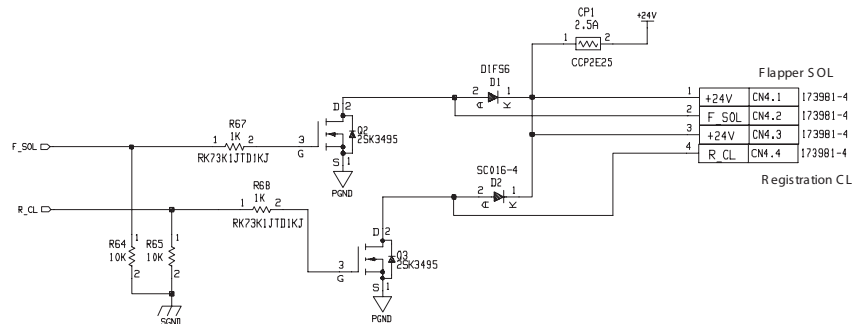 CP1
2.5A
+24V
1 2
CCP2E25
Flapper SOL
D1FS6
D1
2 1
A K
1 +24V CN4.1 173981-4
2 F_SOL CN4.2 173981-4
3 +24V CN4.3 173981-4
4 R_CL CN4.4 173981-4
Registration CL
D 2
R67
1K
1 2
RK73K1JTD1KJ
F_SOL
3
G
Q2
2SK3495
S 1
PGND
SC016-4
D2
2 1
A K
R68
1K
1 2
RK73K1JTD1KJ
R_CL
D 2
3
G
Q3
2SK3495
S 1
PGND
R64
10K
1
2
R65
10K
1
2
SGND